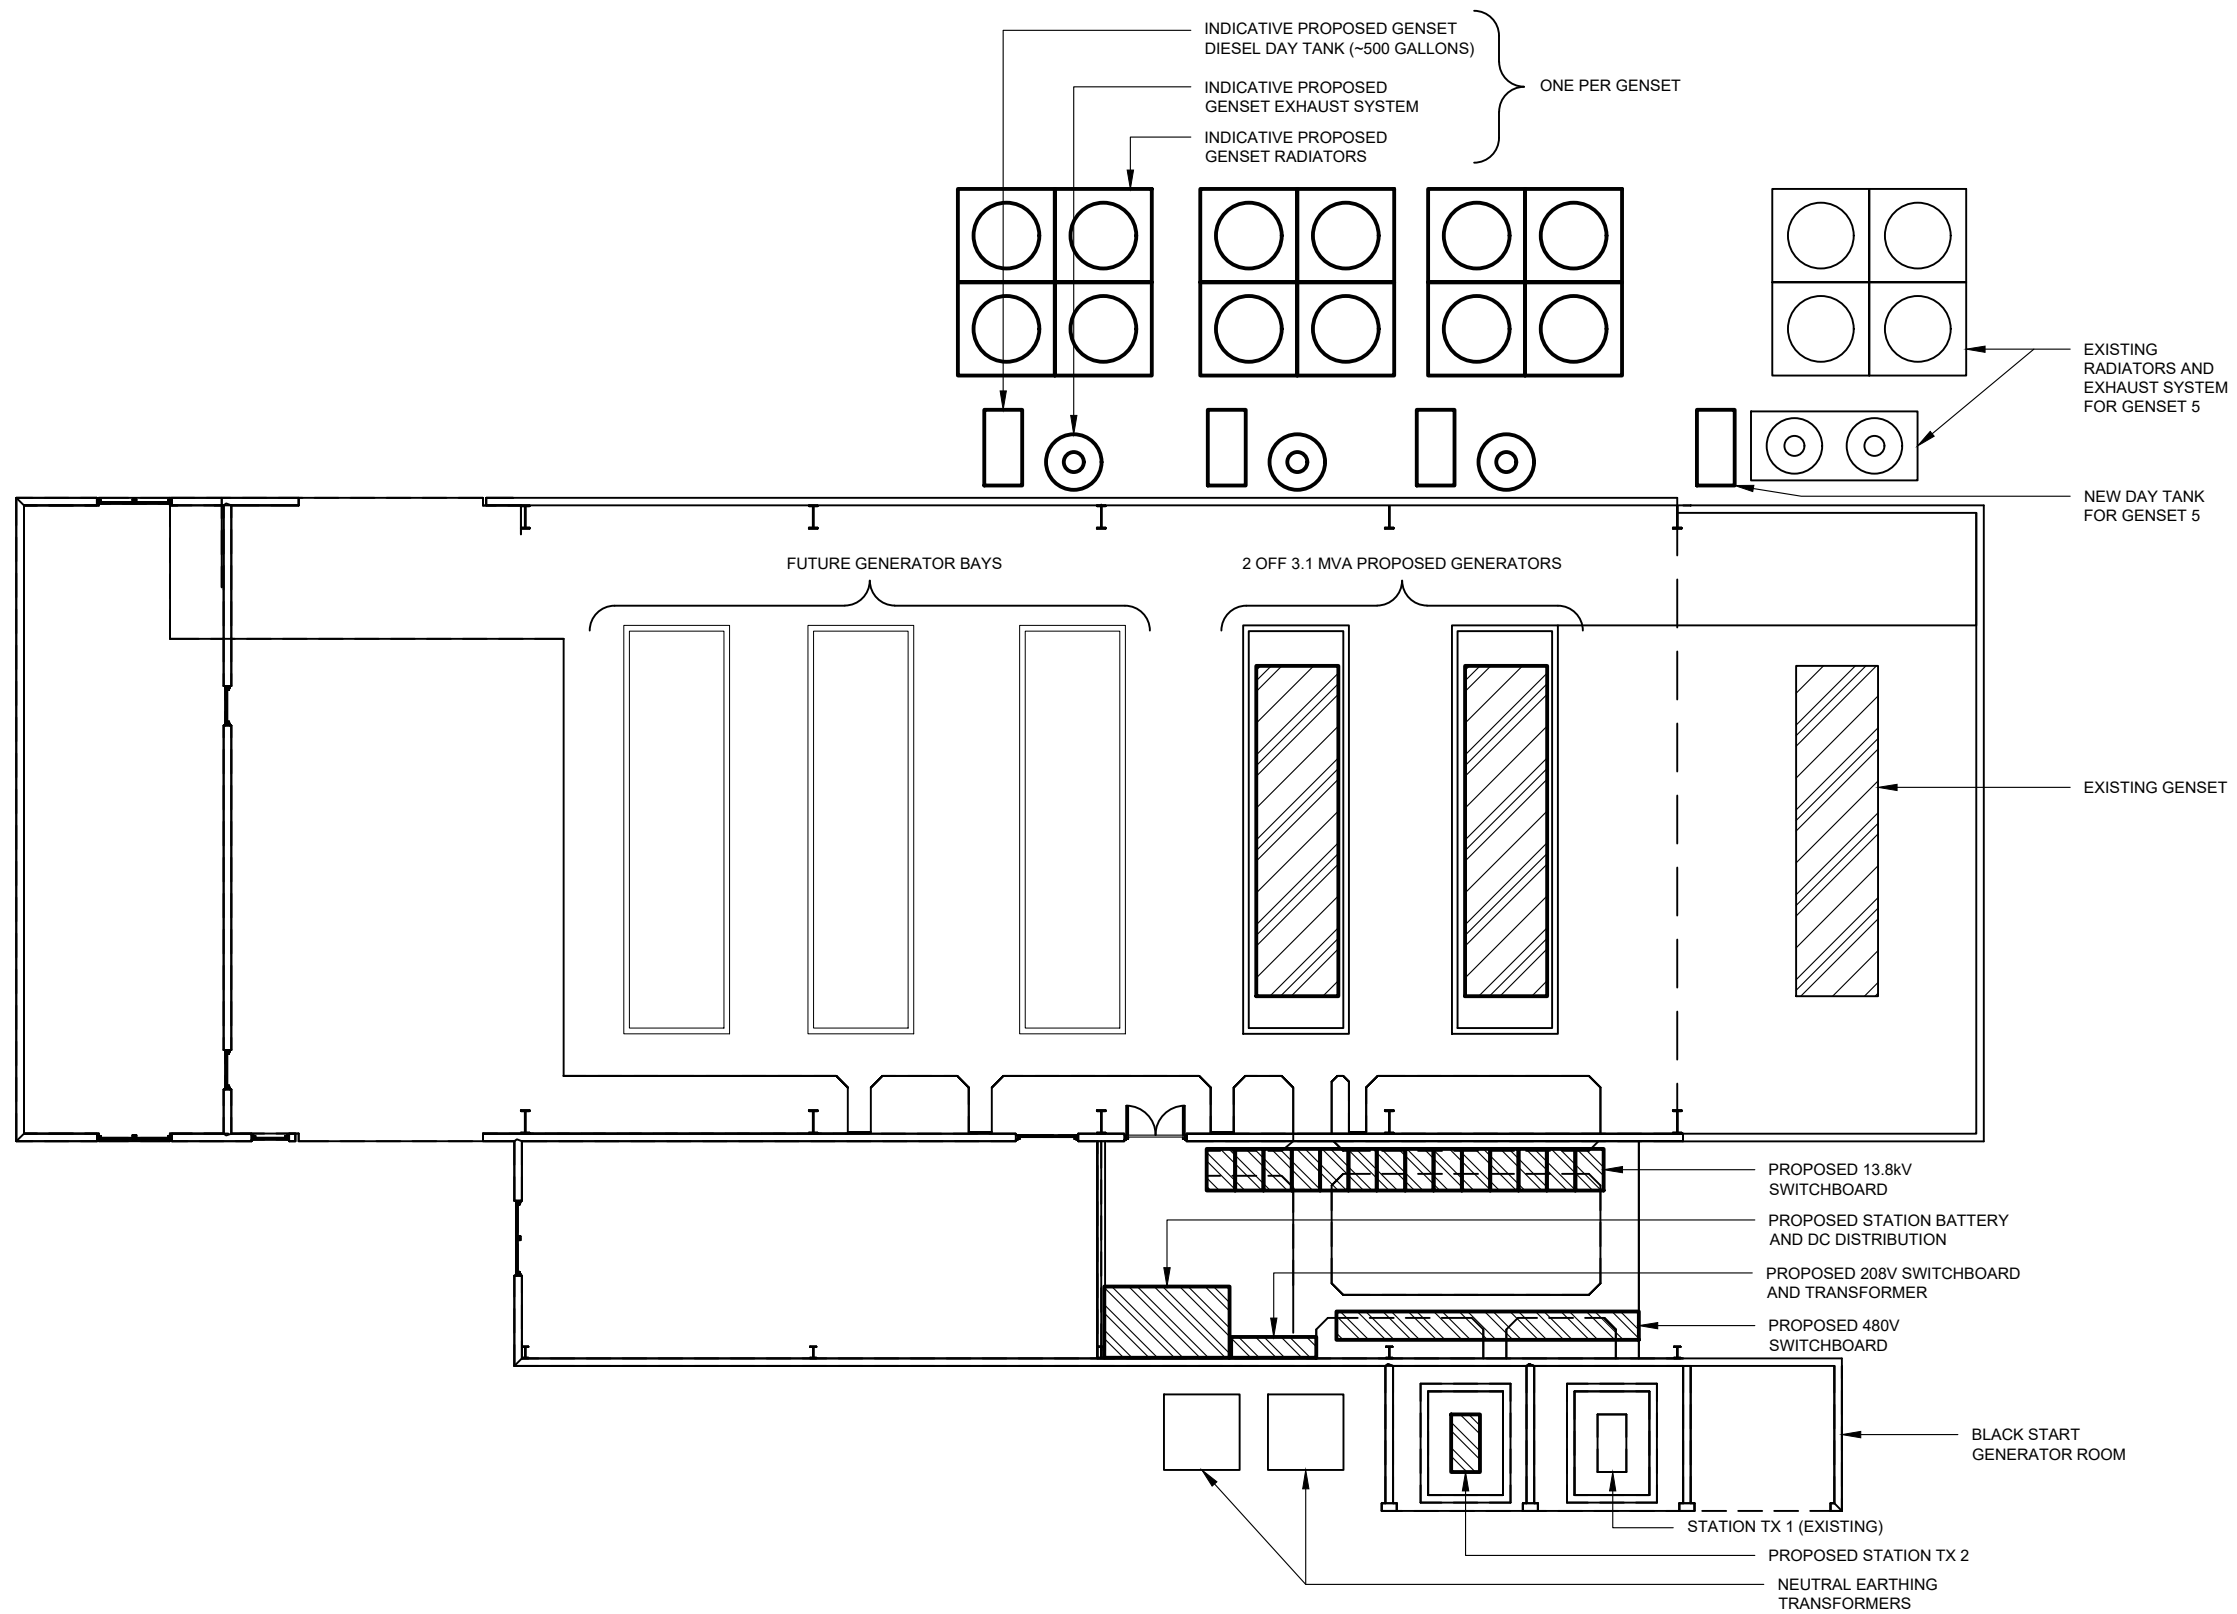 INDICATIVE PROPOSED GENSET
DIESEL DAY TANK (~500 GALLONS)
INDICATIVE PROPOSED
GENSET EXHAUST SYSTEM
ONE PER GENSET
INDICATIVE PROPOSED
GENSET RADIATORS
EXISTING
RADIATORS AND
EXHAUST SYSTEM
FOR GENSET 5
NEW DAY TANK
FOR GENSET 5
FUTURE GENERATOR BAYS
2 OFF 3.1 MVA PROPOSED GENERATORS
EXISTING GENSET
PROPOSED 13.8kV
SWITCHBOARD
PROPOSED STATION BATTERY
AND DC DISTRIBUTION
PROPOSED 208V SWITCHBOARD
AND TRANSFORMER
PROPOSED 480V
SWITCHBOARD
BLACK START
GENERATOR ROOM
STATION TX 1 (EXISTING)
PROPOSED STATION TX 2
NEUTRAL EARTHING
TRANSFORMERS